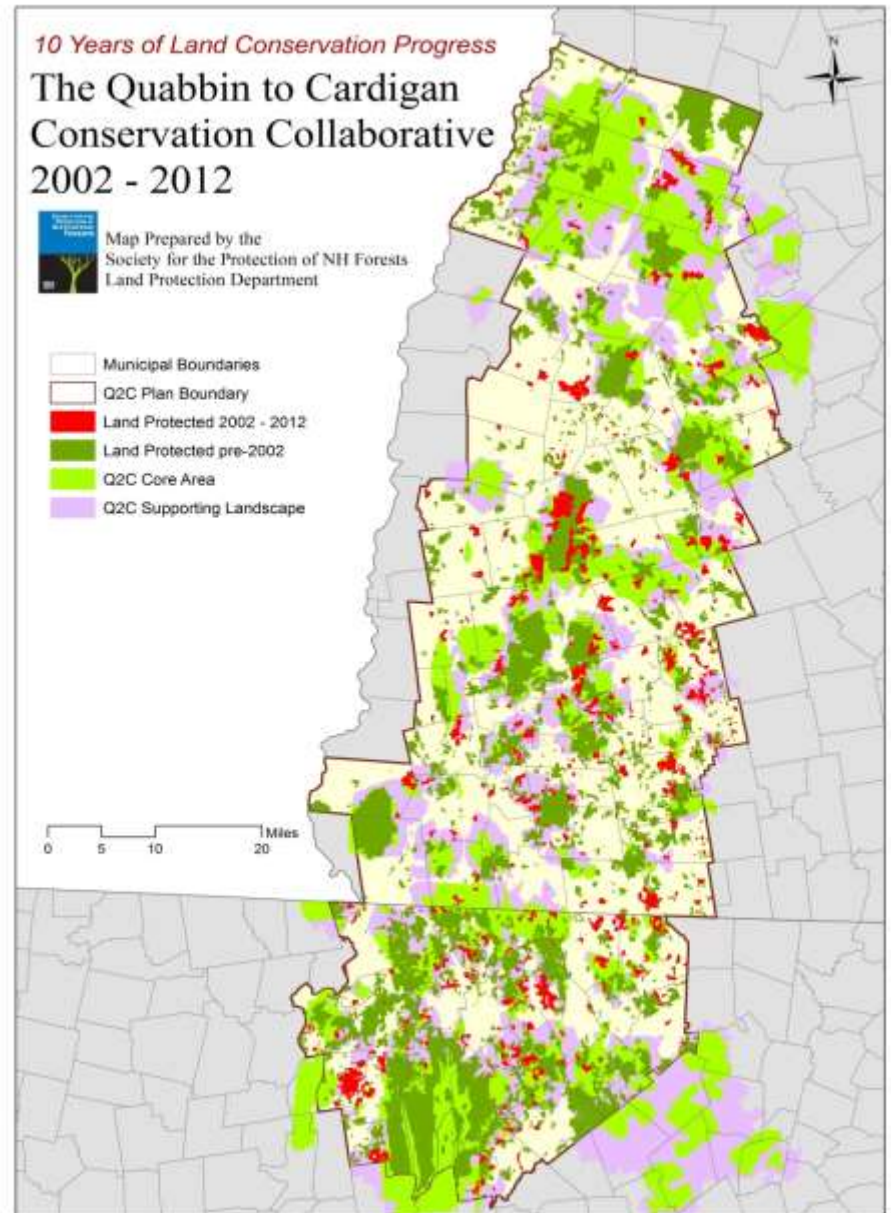 10 Years of Land Conservation Progress
The Quabbin to Cardigan
Conservation Collaborative
2002 - 2012
Map Prepared by the
Society for the Protection of NH Forests
Land Protection Department
N
Municipal Boundaries
Q2C Plan Boundary
Land Protected 2002 - 2012
Land Protected pre-2002
Q2C Core Area
Q2C Supporting Landscape
Miles
0 5 10 20